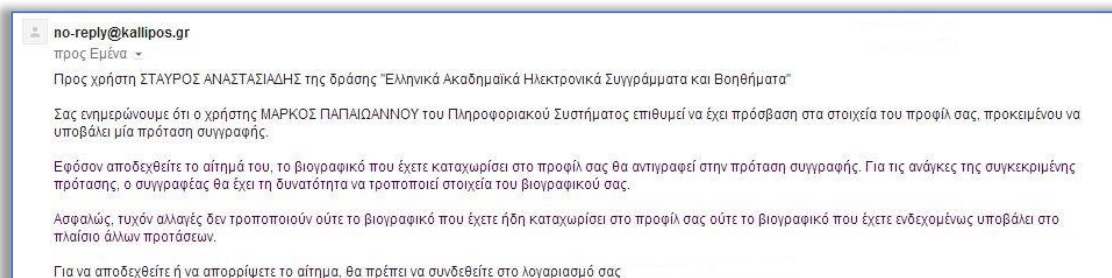 no-reply@kallipos.gr
προς Εμένα
Προς χρήστη ΣΤΑΥΡΟΣ ΑΝΑΣΤΑΣΙΑΔΗΣ της δράσης "Ελληνικά Ακαδημαϊκά Ηλεκτρονικά Συγγράμματα και Βοηθήματα"
Σας ενημερώνουμε ότι ο χρήστης ΜΑΡΚΟΣ ΠΑΠΑΙΩΑΝΝΟΥ του Πληροφοριακού Συστήματος επιθυμεί να έχει πρόσβαση στα στοιχεία του προφίλ σας, προκειμένου να
υποβάλει μία πρόταση συγγραφής.
Εφόσον αποδεχθείτε το αίτημά του, το βιογραφικό που έχετε καταχωρίσει στο προφίλ σας θα αντιγραφεί στην πρόταση συγγραφής. Για τις ανάγκες της συγκεκριμένης
πρότασης, ο συγγραφέας θα έχει τη δυνατότητα να τροποποιεί στοιχεία του βιογραφικού σας.
Ασφαλώς, τυχόν αλλαγές δεν τροποποιούν ούτε το βιογραφικό που έχετε ήδη καταχωρίσει στο προφίλ σας ούτε το βιογραφικό που έχετε ενδεχομένως υποβάλει στο
πλαίσιο άλλων προτάσεων.
Για να αποδεχθείτε ή να απορρίψετε το αίτημα, θα πρέπει να συνδεθείτε στο λογαριασμό σας